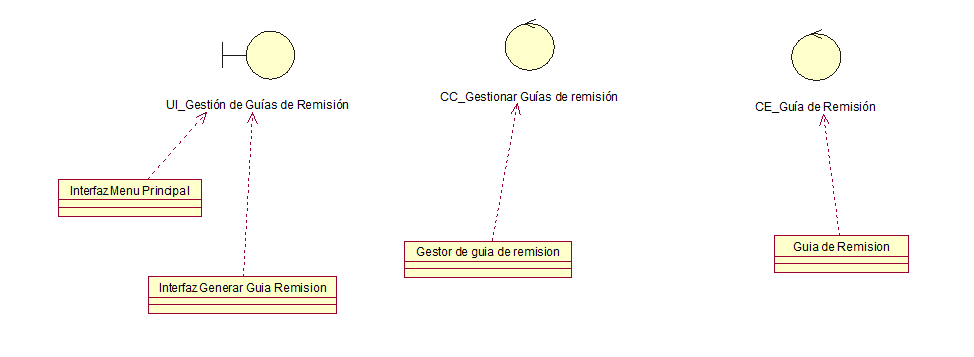 UI_Gestión de Guías de Remisión
CC_Gestionar Guías de remisión
CE_Guía de Remisión
Interfaz Menu Principal
Gestor de guia de remision
Guia de Remision
Interfaz Generar Guia Remision